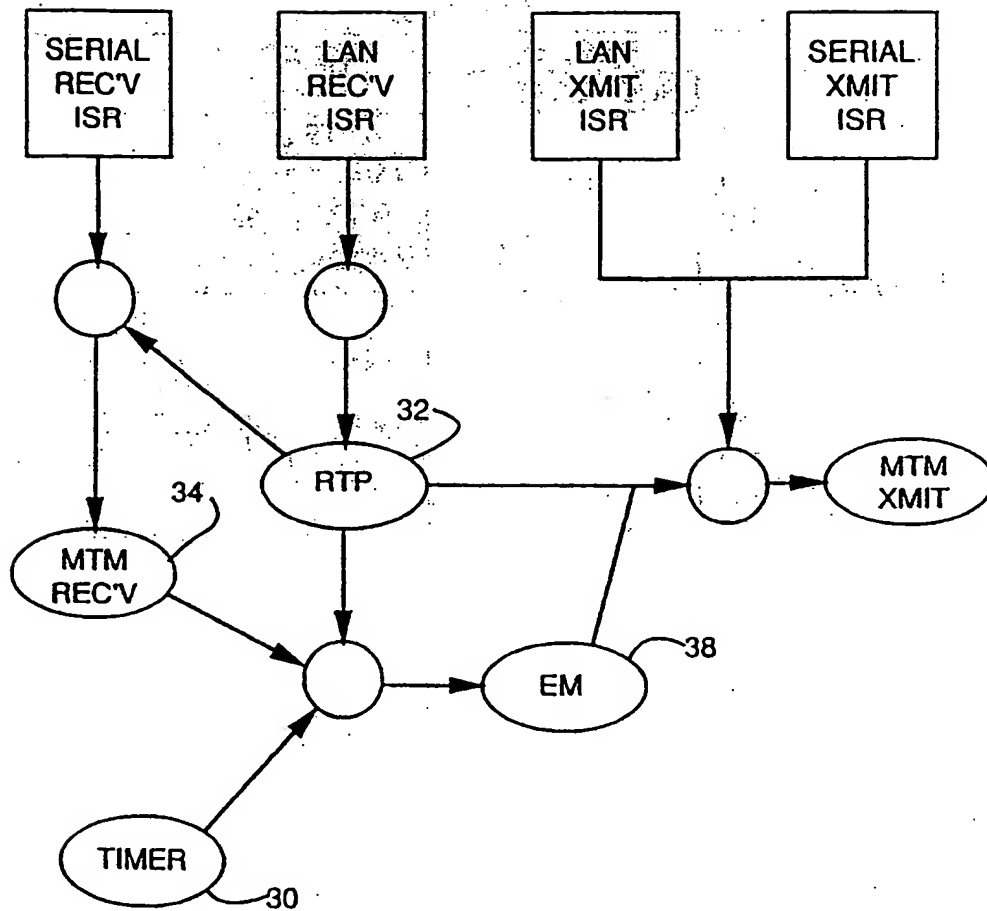 SERIAL
REC'V
ISR
LAN
REC'V
ISR
LAN
XMIT
ISR
SERIAL
XMIT
ISR
32
RTP
MTM
XMIT
34
MTM
REC'V
38
EM
TIMER
30